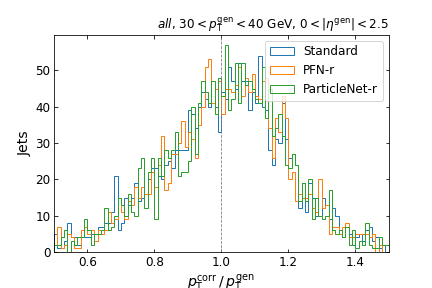 all, 30 < p_T^gen < 40 GeV, 0 < |η^gen| < 2.5
Standard
PFN-r
ParticleNet-r
Jets
50
40
30
20
10
0
0.6 0.8 1.0 1.2 1.4
p_T^corr / p_T^gen